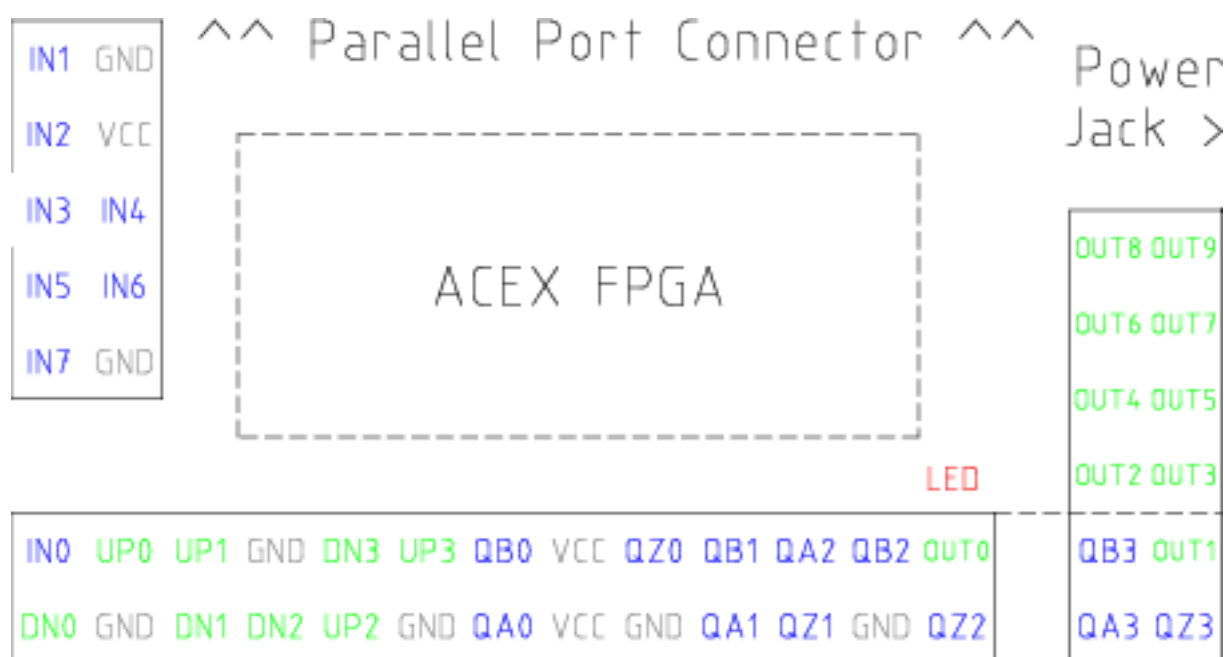 ^^ Parallel Port Connector ^^
Power
Jack >
IN1 GND
IN2 VCC
IN3 IN4
IN5 IN6
IN7 GND
ACEX FPGA
OUT8 OUT9
OUT6 OUT7
OUT4 OUT5
OUT2 OUT3
LED
IN0 UP0 UP1 GND DN3 UP3 QB0 VCC QZ0 QB1 QA2 QB2 OUT0
DN0 GND DN1 DN2 UP2 GND QA0 VCC GND QA1 QZ1 GND QZ2
QB3 OUT1
QA3 QZ3